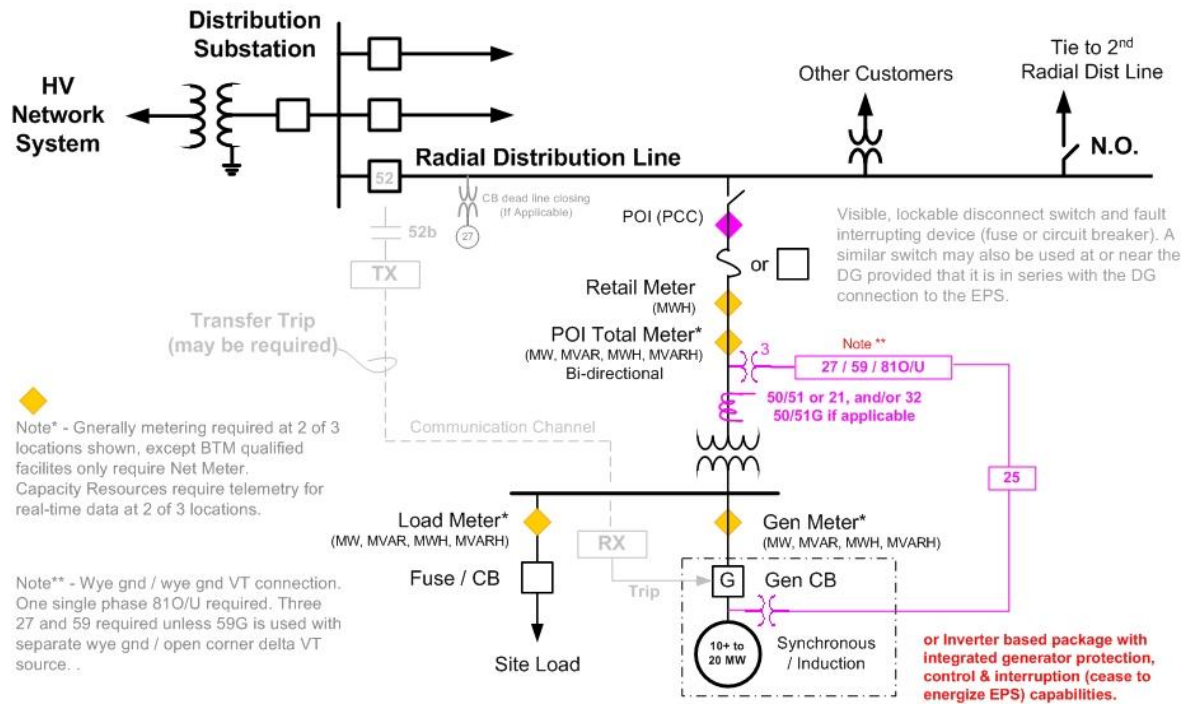 Distribution
Substation
HV
Network
System
Other Customers
Tie to 2nd
Radial Dist Line
N.O.
Radial Distribution Line
52
CB dead line closing
(If Applicable)
27
52b
TX
POI (PCC)
or
Visible, lockable disconnect switch and fault
interrupting device (fuse or circuit breaker). A
similar switch may also be used at or near the
DG provided that it is in series with the DG
connection to the EPS.
Retail Meter
(MWH)
Transfer Trip
(may be required)
POI Total Meter*
(MW, MVAR, MWH, MVARH)
Bi-directional
3
Note **
27 / 59 / 81O/U
50/51 or 21, and/or 32
50/51G if applicable
Note* - Gnerally metering required at 2 of 3
locations shown, except BTM qualified
facilites only require Net Meter.
Capacity Resources require telemetry for
real-time data at 2 of 3 locations.
Communication Channel
25
Load Meter*
(MW, MVAR, MWH, MVARH)
RX
Gen Meter*
(MW, MVAR, MWH, MVARH)
Fuse / CB
Trip
G
Gen CB
Note** - Wye gnd / wye gnd VT connection.
One single phase 81O/U required. Three
27 and 59 required unless 59G is used with
separate wye gnd / open corner delta VT
source. .
Site Load
10+ to
20 MW
Synchronous
/ Induction
or Inverter based package with
integrated generator protection,
control & interruption (cease to
energize EPS) capabilities.